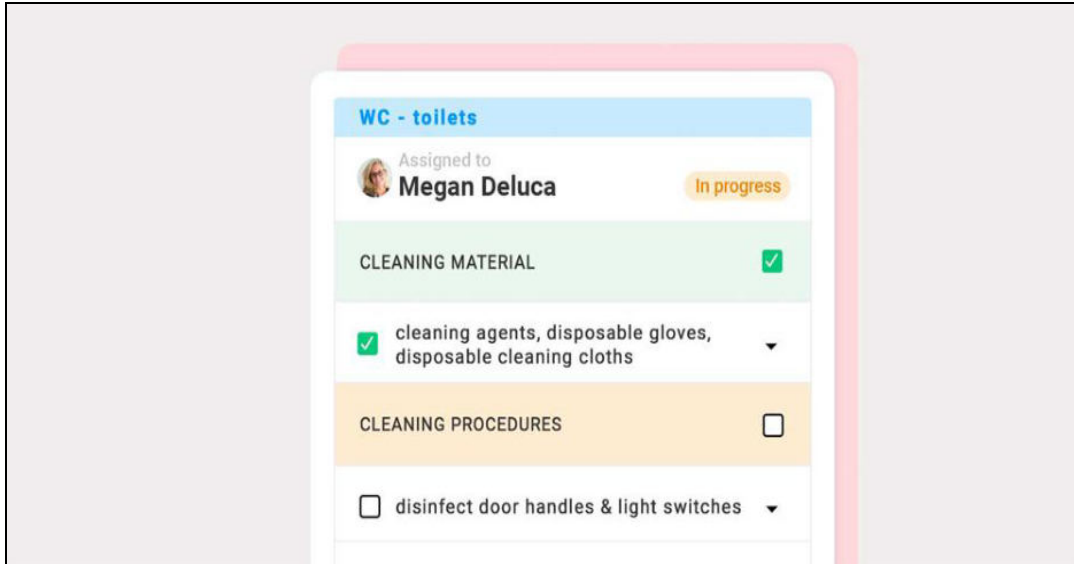 WC - toilets
Assigned to
Megan Deluca
In progress
CLEANING MATERIAL
cleaning agents, disposable gloves,
disposable cleaning cloths
CLEANING PROCEDURES
disinfect door handles & light switches